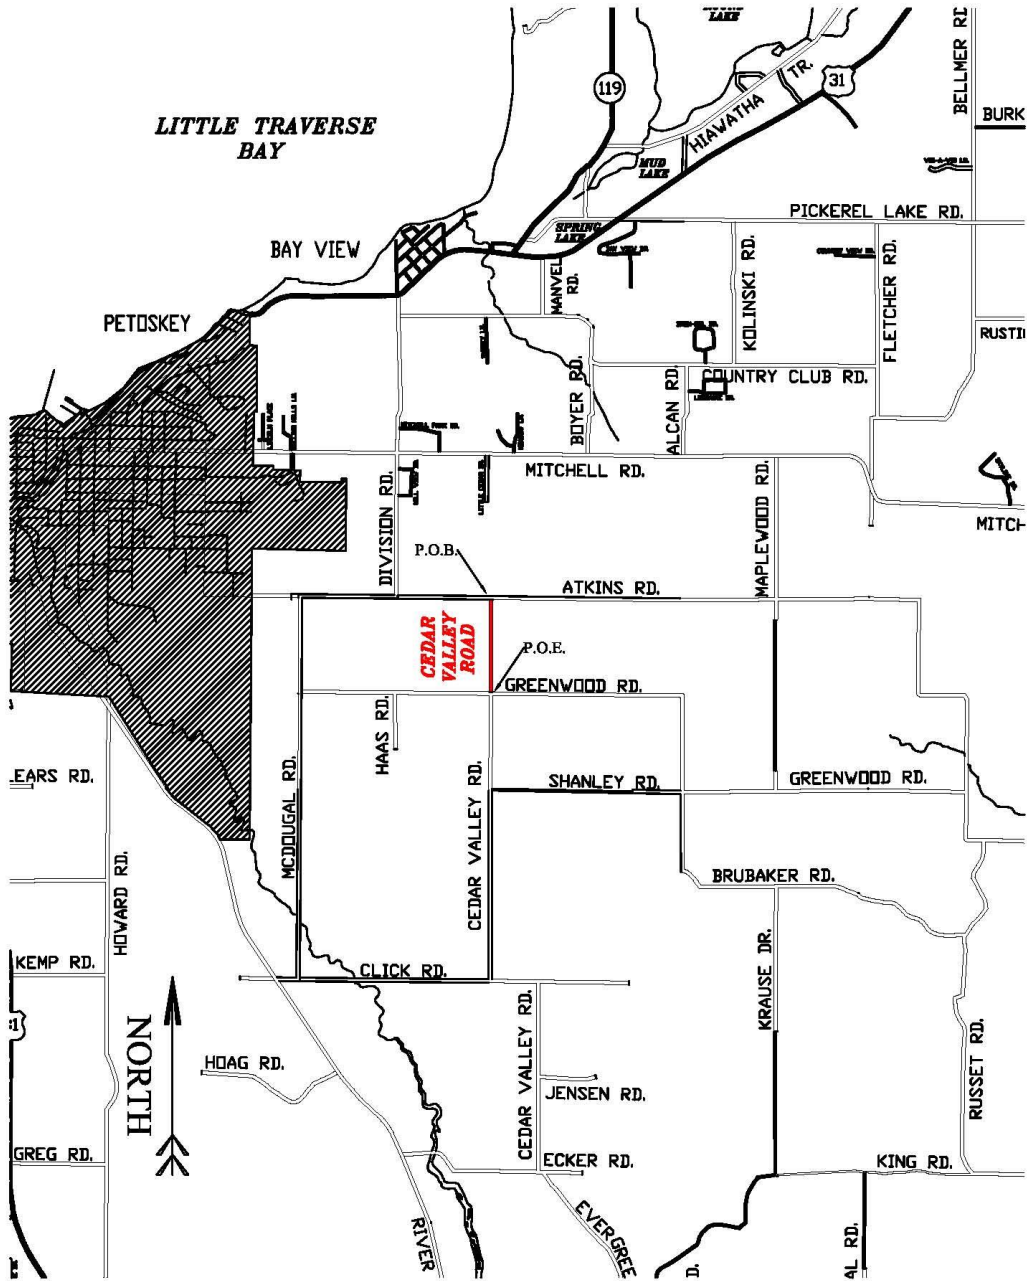 LAKE
119
31
TR.
HIAWATHA
BELLMER RD.
BURK
LITTLE TRAVERSE
BAY
MUD
LAKE
PICKEREL LAKE RD.
SPRING
LAKE
BAY VIEW
MANVEL
RD.
KOLINSKI RD.
FLETCHER RD.
PETOSKEY
RUSTI
COUNTRY CLUB RD.
BOYER RD.
ALCAN RD.
MITCHELL RD.
DIVISION RD.
MAPLEWOOD RD.
MITCH
P.O.B.
ATKINS RD.
CEDAR
VALLEY
ROAD
P.O.E.
GREENWOOD RD.
HAAS RD.
EARS RD.
SHANLEY RD.
GREENWOOD RD.
MCDOUGAL RD.
CEDAR VALLEY RD.
BRUBAKER RD.
HOWARD RD.
KEMP RD.
CLICK RD.
KRAUSE DR.
NORTH
HOAG RD.
CEDAR VALLEY RD.
JENSEN RD.
RUSSET RD.
GREG RD.
ECKER RD.
KING RD.
RIVER
EVERGREE
D.
AL RD.